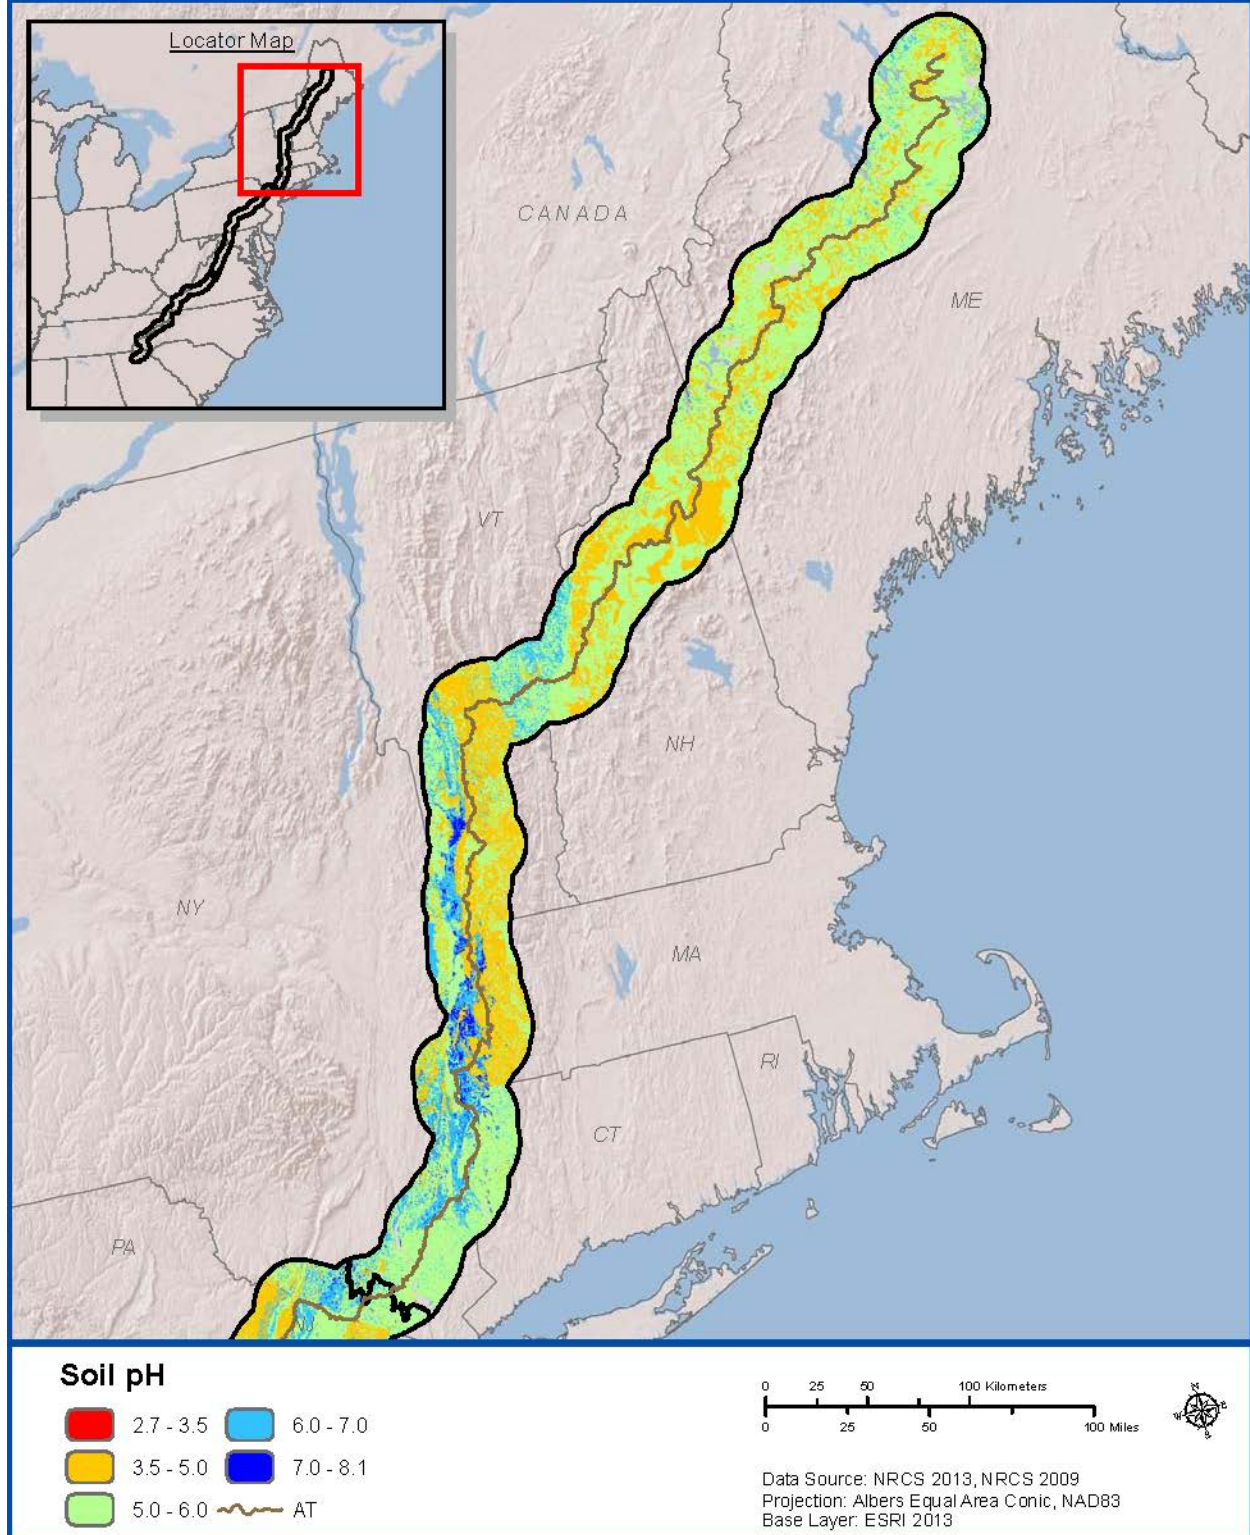 Locator Map
CANADA
ME
VT
NH
NY
MA
RI
CT
PA
NJ
Soil pH
2.7 - 3.5
6.0 - 7.0
3.5 - 5.0
7.0 - 8.1
5.0 - 6.0
AT
0 25 50 100 Kilometers
0 25 50 100 Miles
N
E
S
W
Data Source: NRCS 2013, NRCS 2009
Projection: Albers Equal Area Conic, NAD83
Base Layer: ESRI 2013